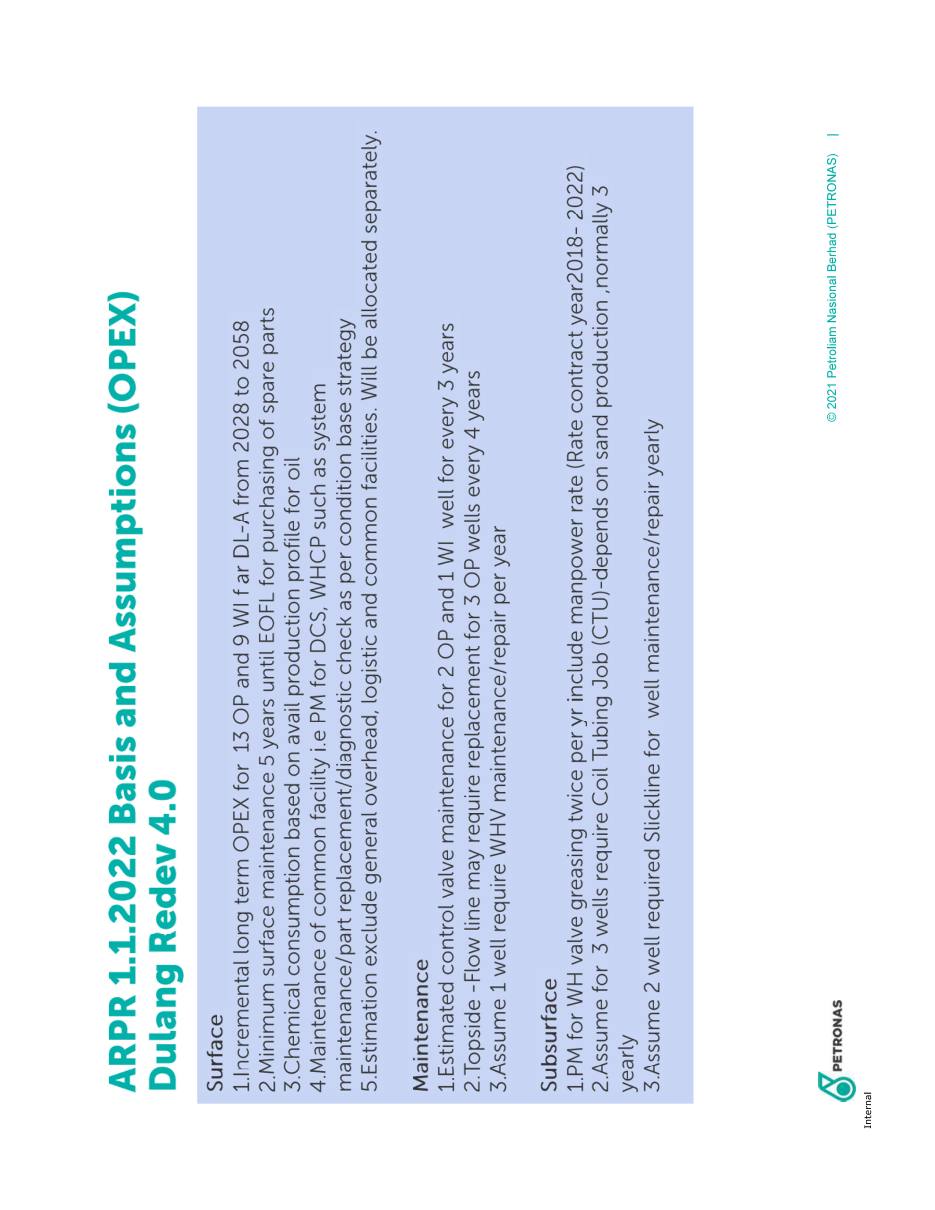 ARPR 1.1.2022 Basis and Assumptions (OPEX)
Dulang Redev 4.0
Surface
1.Incremental long term OPEX for 13 OP and 9 WI f ar DL-A from 2028 to 2058
2.Minimum surface maintenance 5 years until EOFL for purchasing of spare parts
3.Chemical consumption based on avail production profile for oil
4.Maintenance of common facility i.e PM for DCS, WHCP such as system
maintenance/part replacement/diagnostic check as per condition base strategy
5.Estimation exclude general overhead, logistic and common facilities. Will be allocated separately.
Maintenance
1.Estimated control valve maintenance for 2 OP and 1 WI well for every 3 years
2.Topside -Flow line may require replacement for 3 OP wells every 4 years
3.Assume 1 well require WHV maintenance/repair per year
Subsurface
1.PM for WH valve greasing twice per yr include manpower rate (Rate contract year2018- 2022)
2.Assume for 3 wells require Coil Tubing Job (CTU)-depends on sand production ,normally 3
yearly
3.Assume 2 well required Slickline for well maintenance/repair yearly
PETRONAS
© 2021 Petroliam Nasional Berhad (PETRONAS) |
Internal